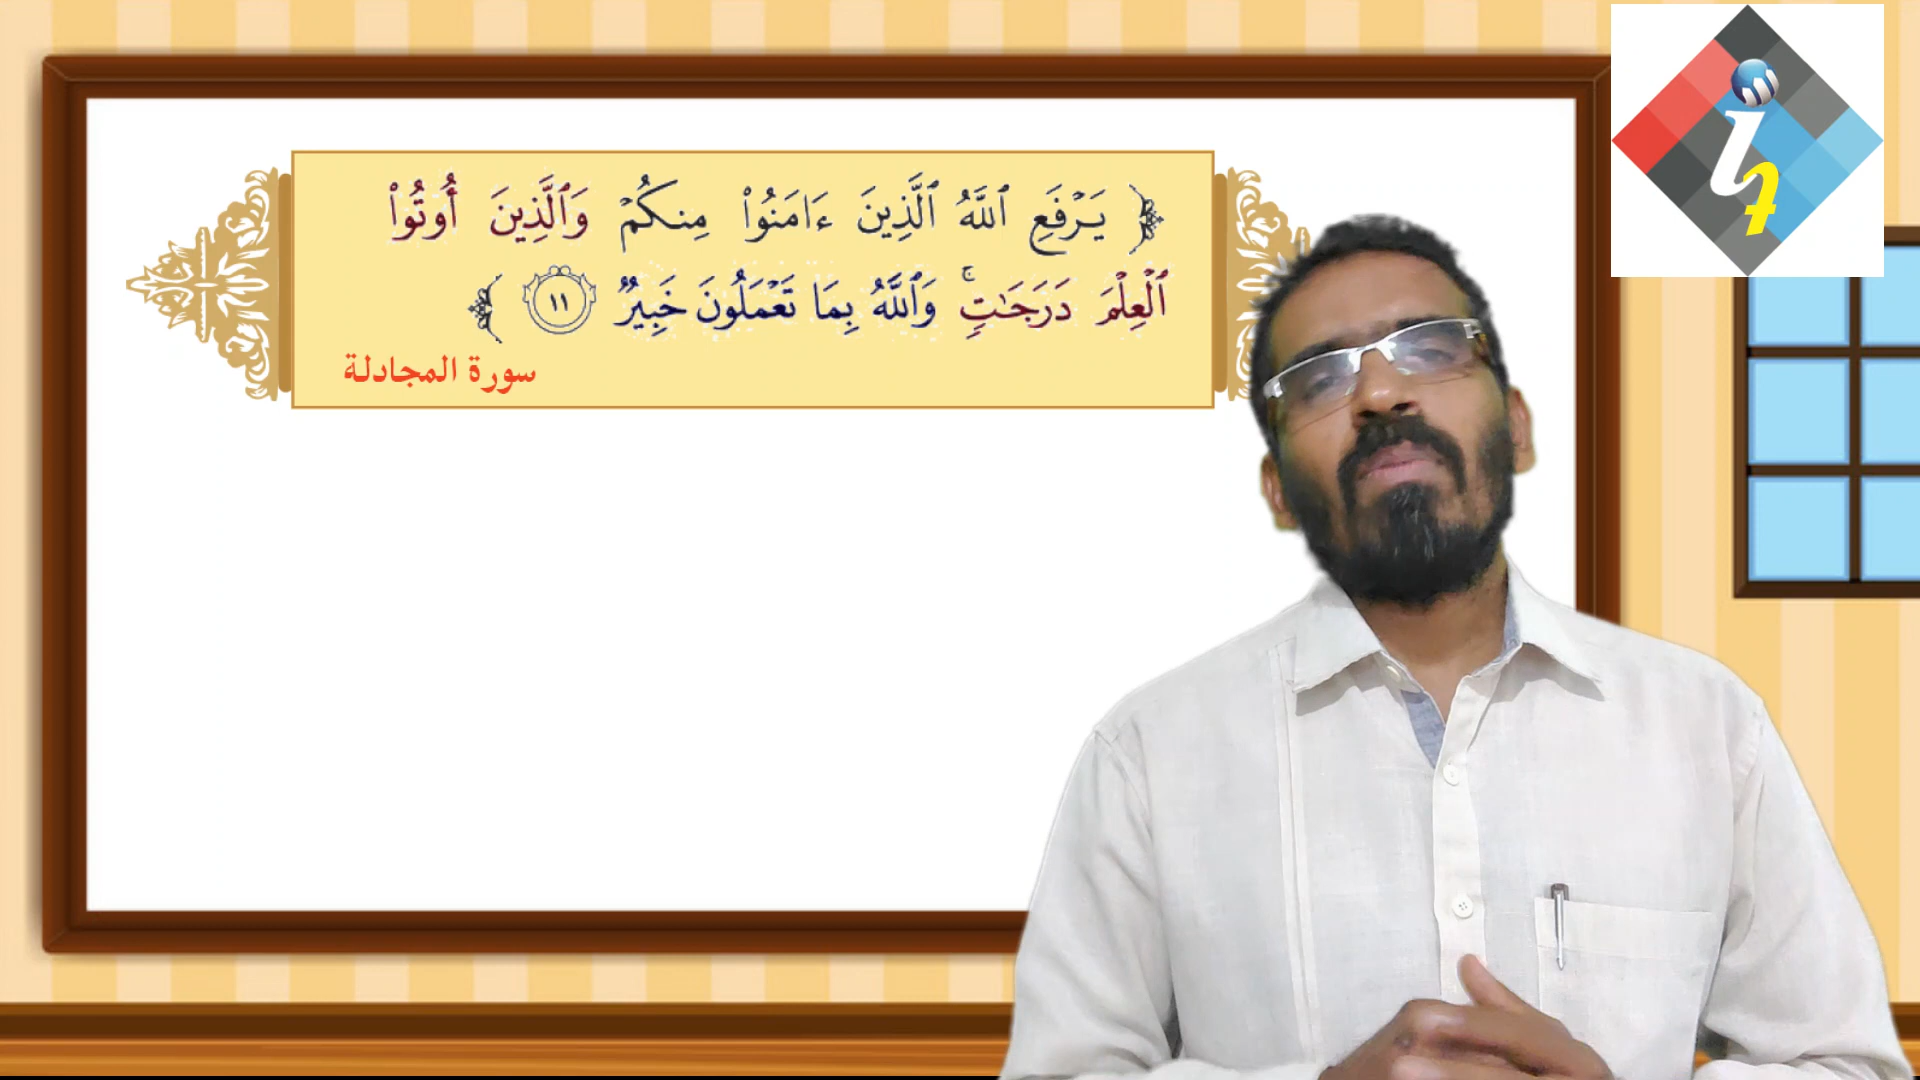 ﴿ يَرْفَعِ ٱللَّهُ ٱلَّذِينَ ءَامَنُوا۟ مِنكُمْ وَٱلَّذِينَ أُوتُوا۟
ٱلْعِلْمَ دَرَجَـٰتٍ ۚ وَٱللَّهُ بِمَا تَعْمَلُونَ خَبِيرٌ ١١ ﴾
سورة المجادلة